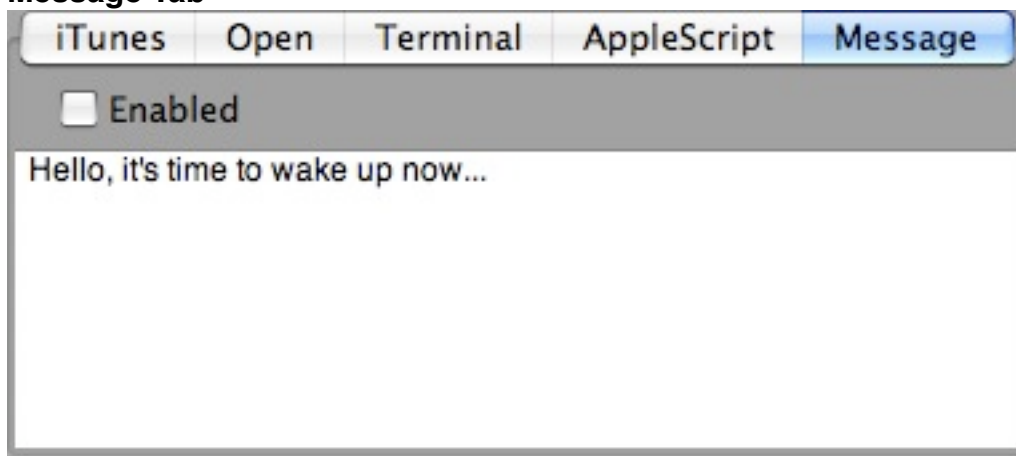 Message Tab
iTunes Open Terminal AppleScript Message
Enabled
Hello, it's time to wake up now...